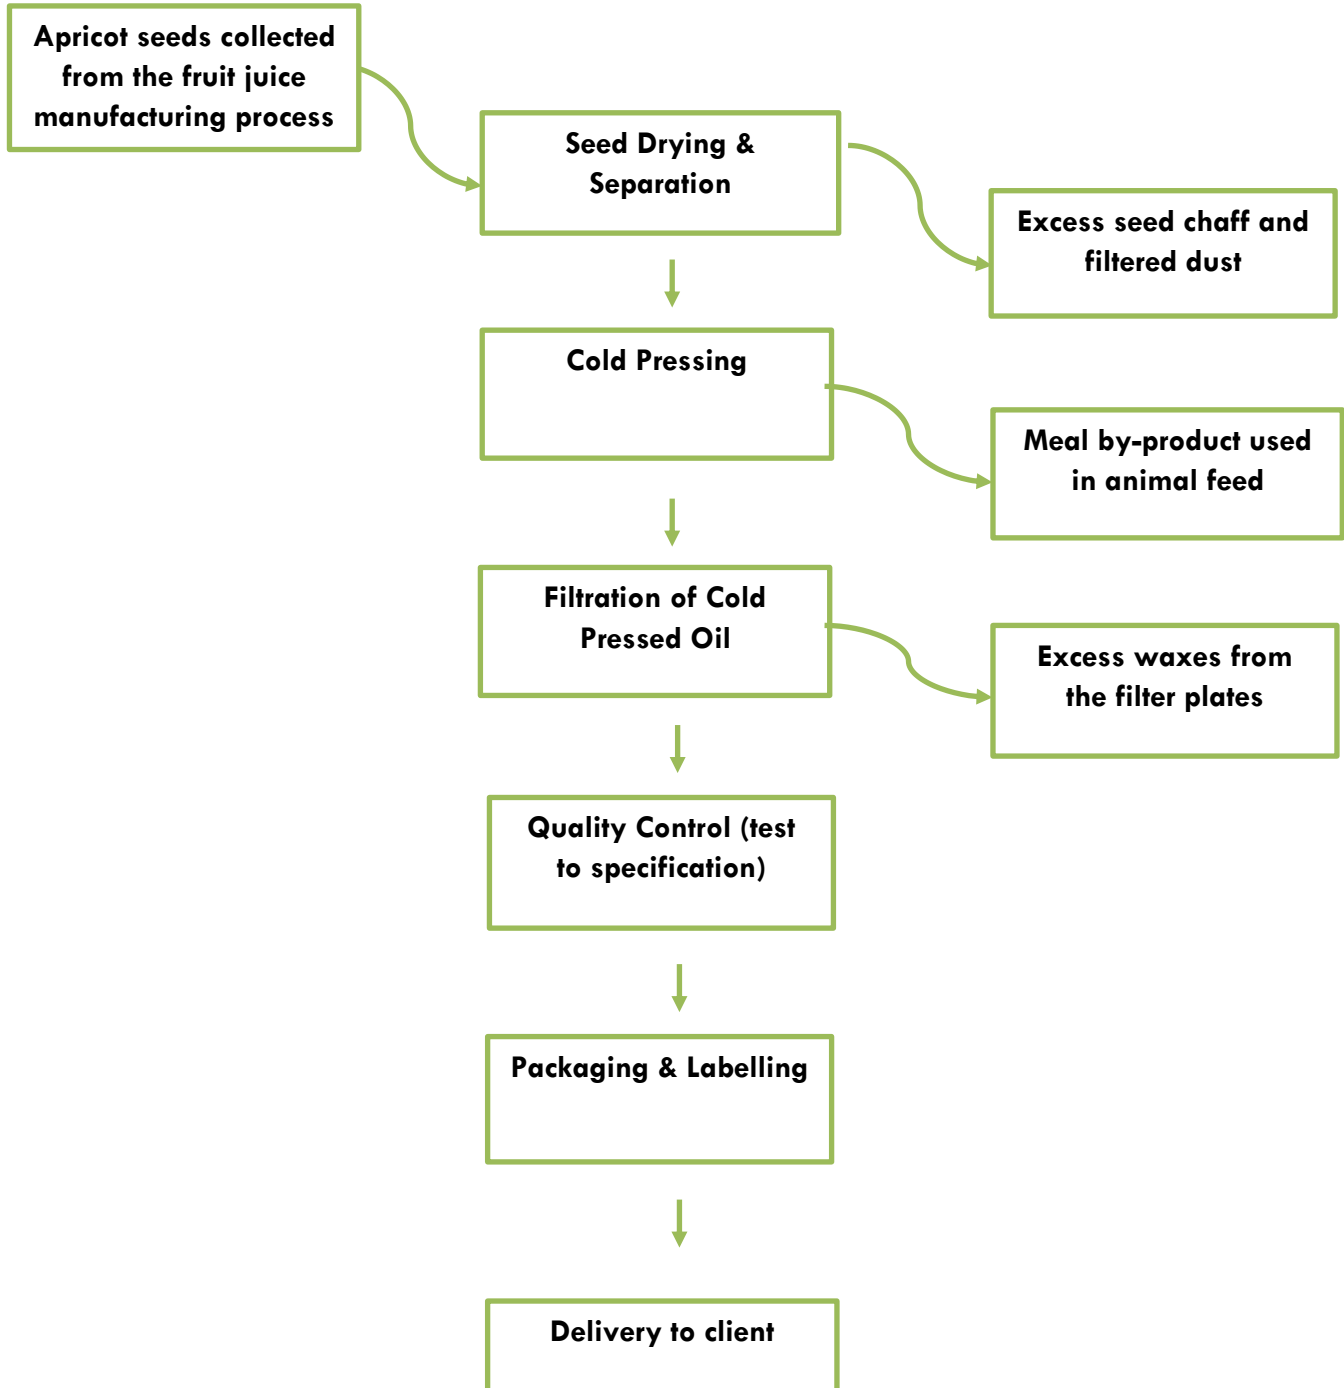 Apricot seeds collected
from the fruit juice
manufacturing process
Seed Drying &
Separation
Excess seed chaff and
filtered dust
Cold Pressing
Meal by-product used
in animal feed
Filtration of Cold
Pressed Oil
Excess waxes from
the filter plates
Quality Control (test
to specification)
Packaging & Labelling
Delivery to client